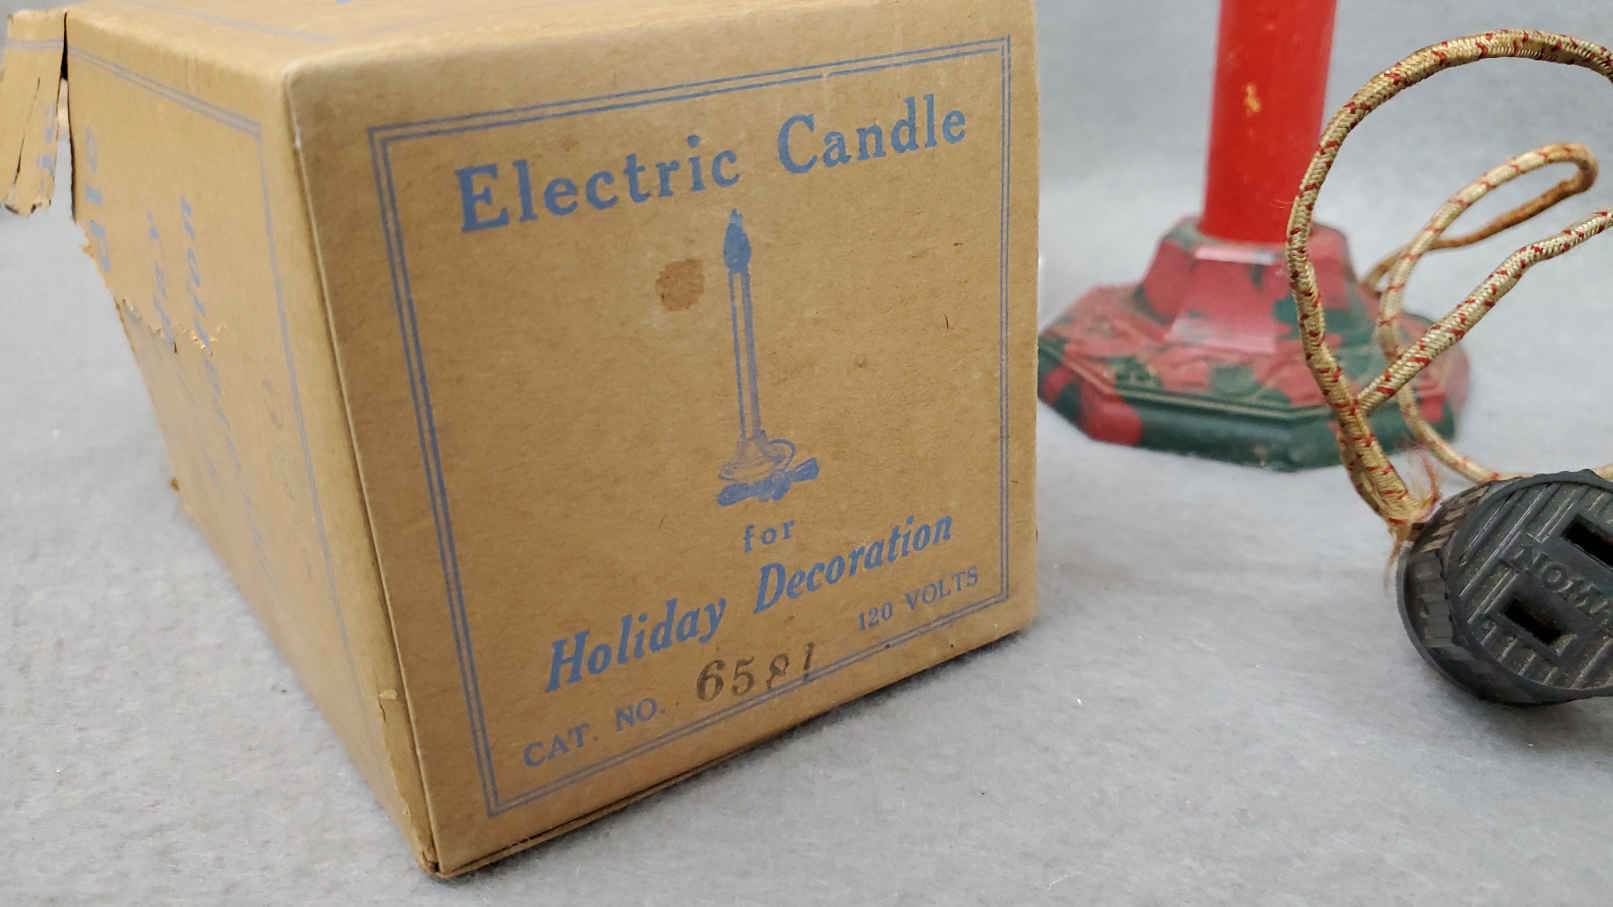 Electric Candle
for
Holiday Decoration
120 VOLTS
CAT. NO. 6581